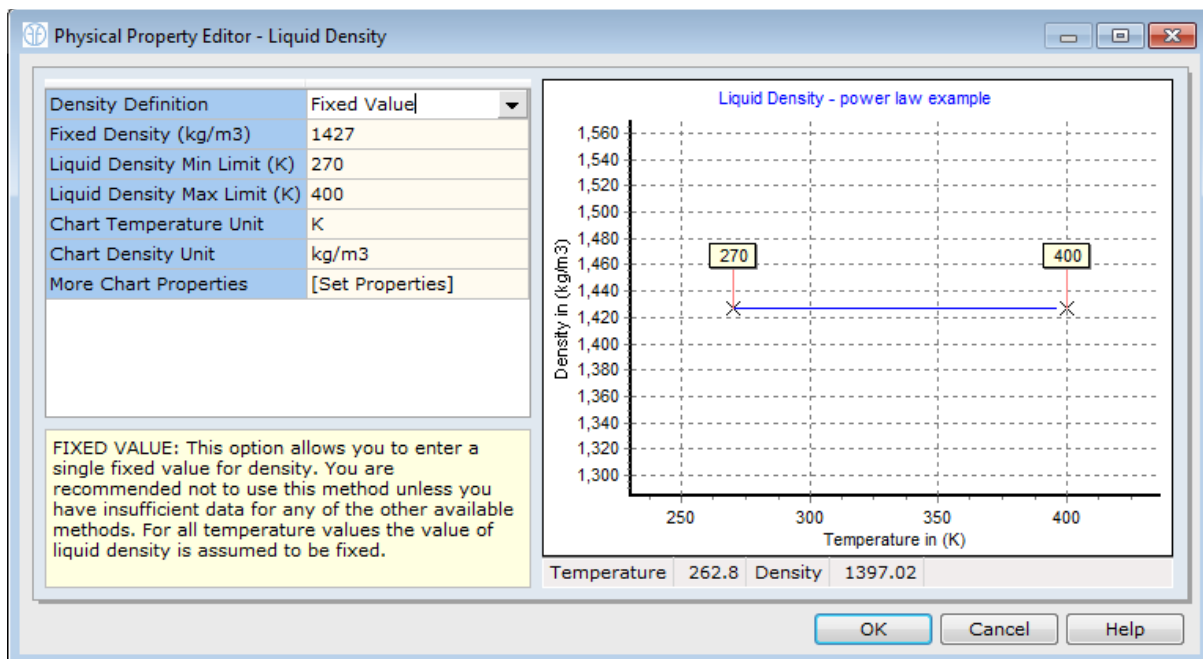 Physical Property Editor - Liquid Density
Density Definition Fixed Value
Fixed Density (kg/m3) 1427
Liquid Density Min Limit (K) 270
Liquid Density Max Limit (K) 400
Chart Temperature Unit K
Chart Density Unit kg/m3
More Chart Properties [Set Properties]
FIXED VALUE: This option allows you to enter a
single fixed value for density. You are
recommended not to use this method unless you
have insufficient data for any of the other available
methods. For all temperature values the value of
liquid density is assumed to be fixed.
Liquid Density - power law example
Density in (kg/m3)
1,560
1,540
1,520
1,500
1,480
1,460
1,440
1,420
1,400
1,380
1,360
1,340
1,320
1,300
270 400
250 300 350 400
Temperature in (K)
Temperature 262.8 Density 1397.02
OK Cancel Help